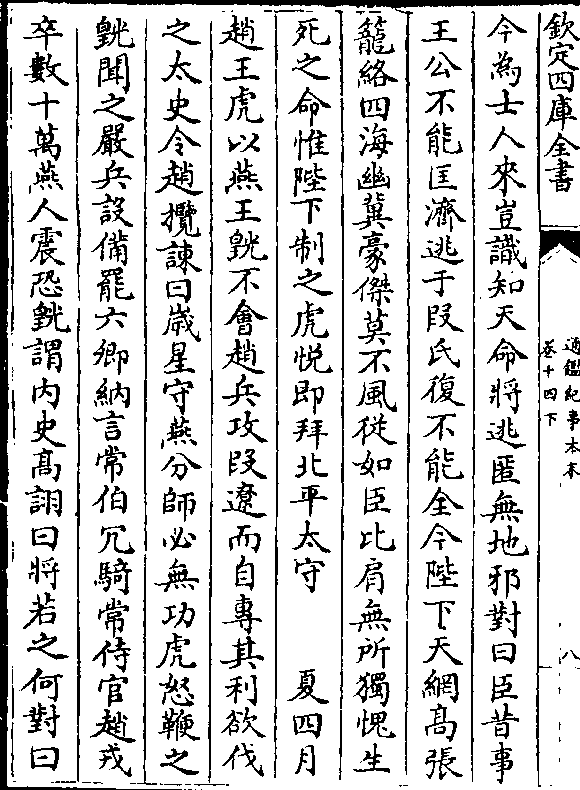 欽定四庫全書
通鑑紀事本末
卷十四下
八
今為士人來豈識知天命將逃匿無地邪對曰臣昔事
王公不能匡濟逃于段氏復不能全今陛下天網高張
籠絡四海幽冀豪傑莫不風從如臣比肩無所獨愧生
死之命惟陛下制之虎悦即拜北平太守　夏四月
趙王虎以燕王皝不會趙兵攻段遼而自專其利欲伐
之太史令趙攬諫曰嵗星守燕分師必無功虎怒鞭之
皝聞之嚴兵設備罷六卿納言常伯冗騎常侍官趙戎
卒數十萬燕人震恐皝謂内史高詡曰將若之何對曰